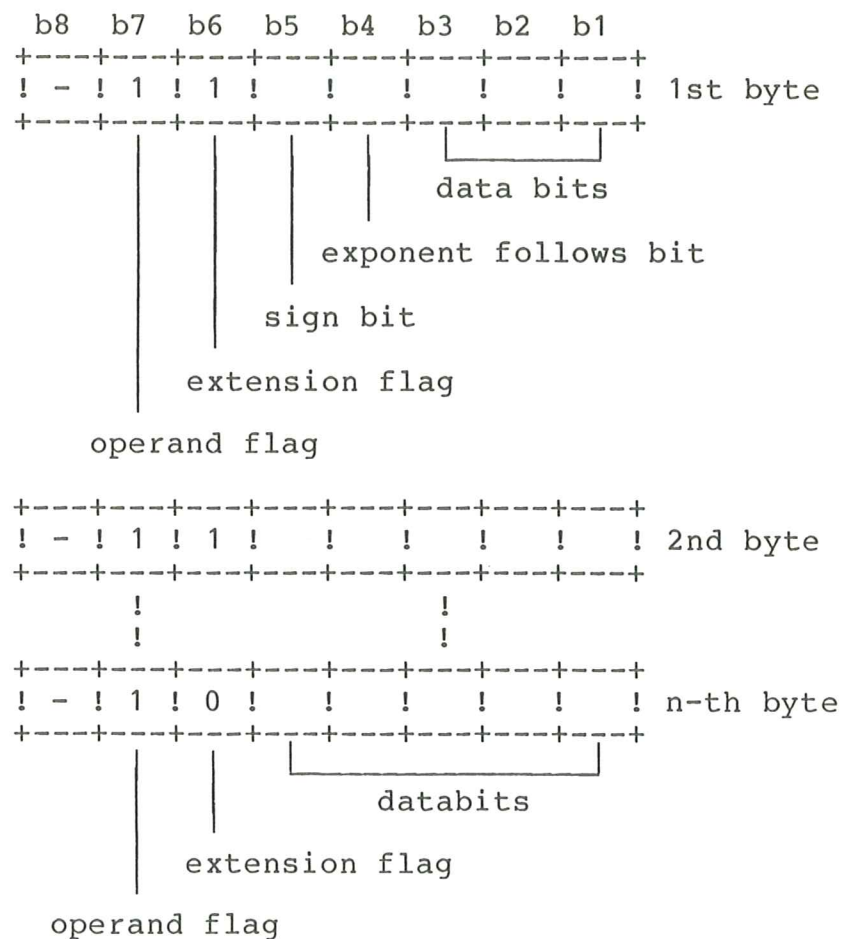 b8 b7 b6 b5 b4 b3 b2 b1
+---+---+---+---+---+---+---+---+
! - ! 1 ! 1 ! ! ! ! ! ! 1st byte
+---+---+---+---+---+---+---+---+
data bits
exponent follows bit
sign bit
extension flag
operand flag
+---+---+---+---+---+---+---+---+
! - ! 1 ! 1 ! ! ! ! ! ! 2nd byte
+---+---+---+---+---+---+---+---+
! !
! !
+---+---+---+---+---+---+---+---+
! - ! 1 ! 0 ! ! ! ! ! ! n-th byte
+---+---+---+---+---+---+---+---+
databits
extension flag
operand flag